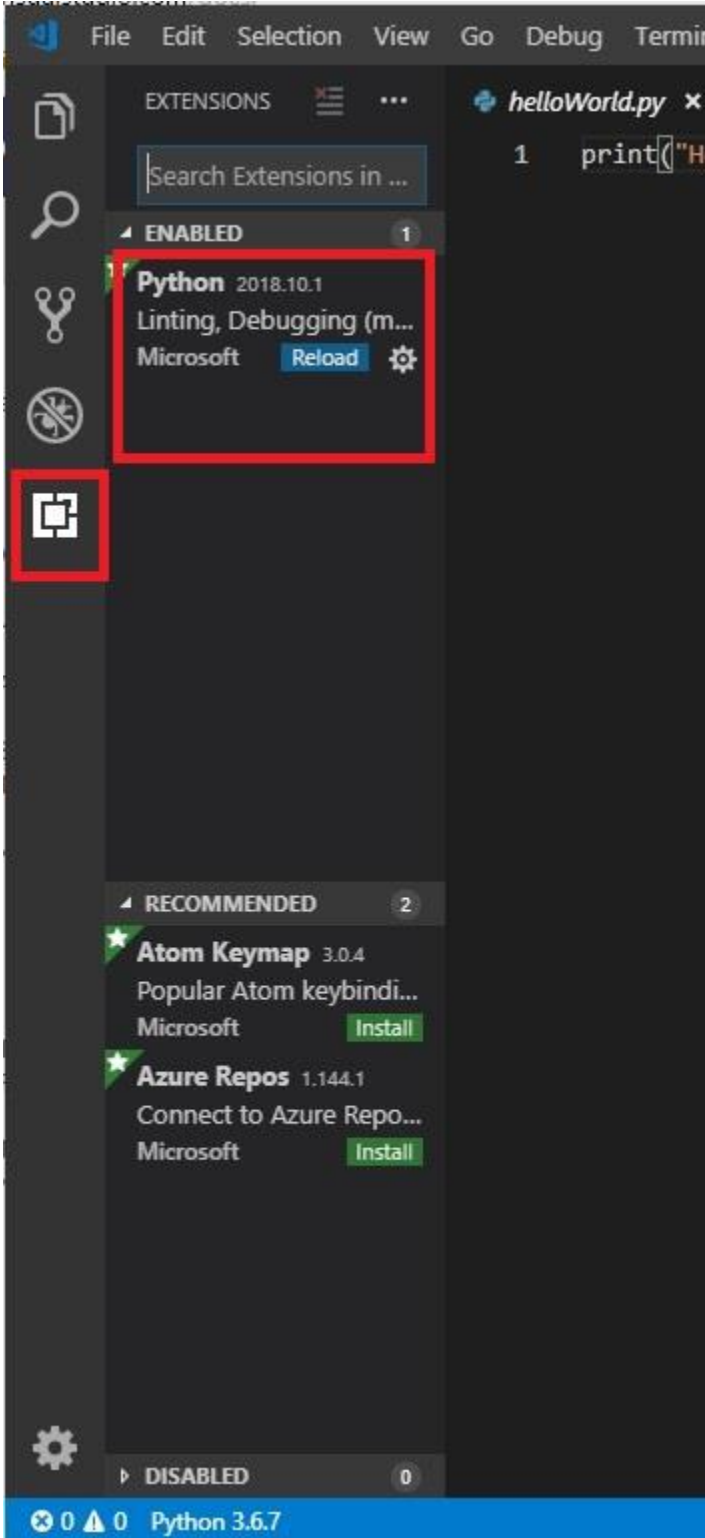 File Edit Selection View Go Debug Termin
EXTENSIONS ...
helloWorld.py ×
Search Extensions in ...
1 print("H
ENABLED 1
Python 2018.10.1
Linting, Debugging (m...
Microsoft Reload
RECOMMENDED 2
Atom Keymap 3.0.4
Popular Atom keybindi...
Microsoft Install
Azure Repos 1.144.1
Connect to Azure Repo...
Microsoft Install
DISABLED 0
0 0 Python 3.6.7